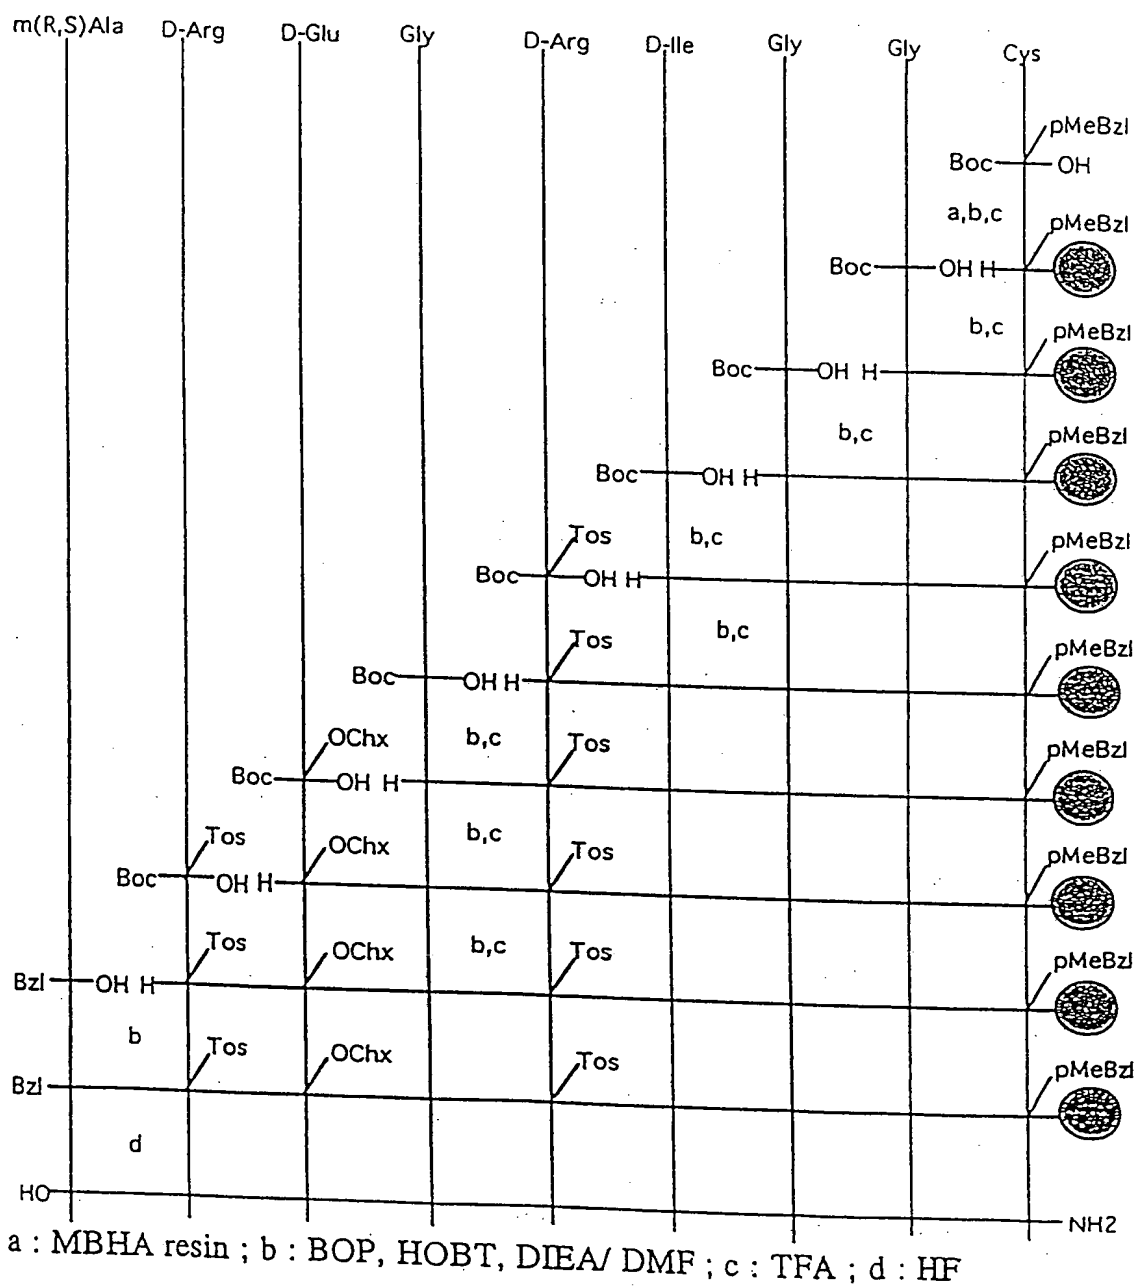 m(R,S)Ala D-Arg D-Glu Gly D-Arg D-Ile Gly Gly Cys
pMeBzl
Boc OH
a,b,c
pMeBzl
Boc OH H
b,c
pMeBzl
Boc OH H
b,c
pMeBzl
Boc OH H
Tos b,c pMeBzl
Boc OH H
Tos b,c pMeBzl
Boc OH H
OChx b,c Tos pMeBzl
Boc OH H
Tos OChx b,c Tos pMeBzl
Boc OH H
Tos OChx b,c Tos pMeBzl
Bzl OH H
b Tos OChx Tos pMeBzl
Bzl
d
HO NH2
a : MBHA resin ; b : BOP, HOBT, DIEA/ DMF ; c : TFA ; d : HF